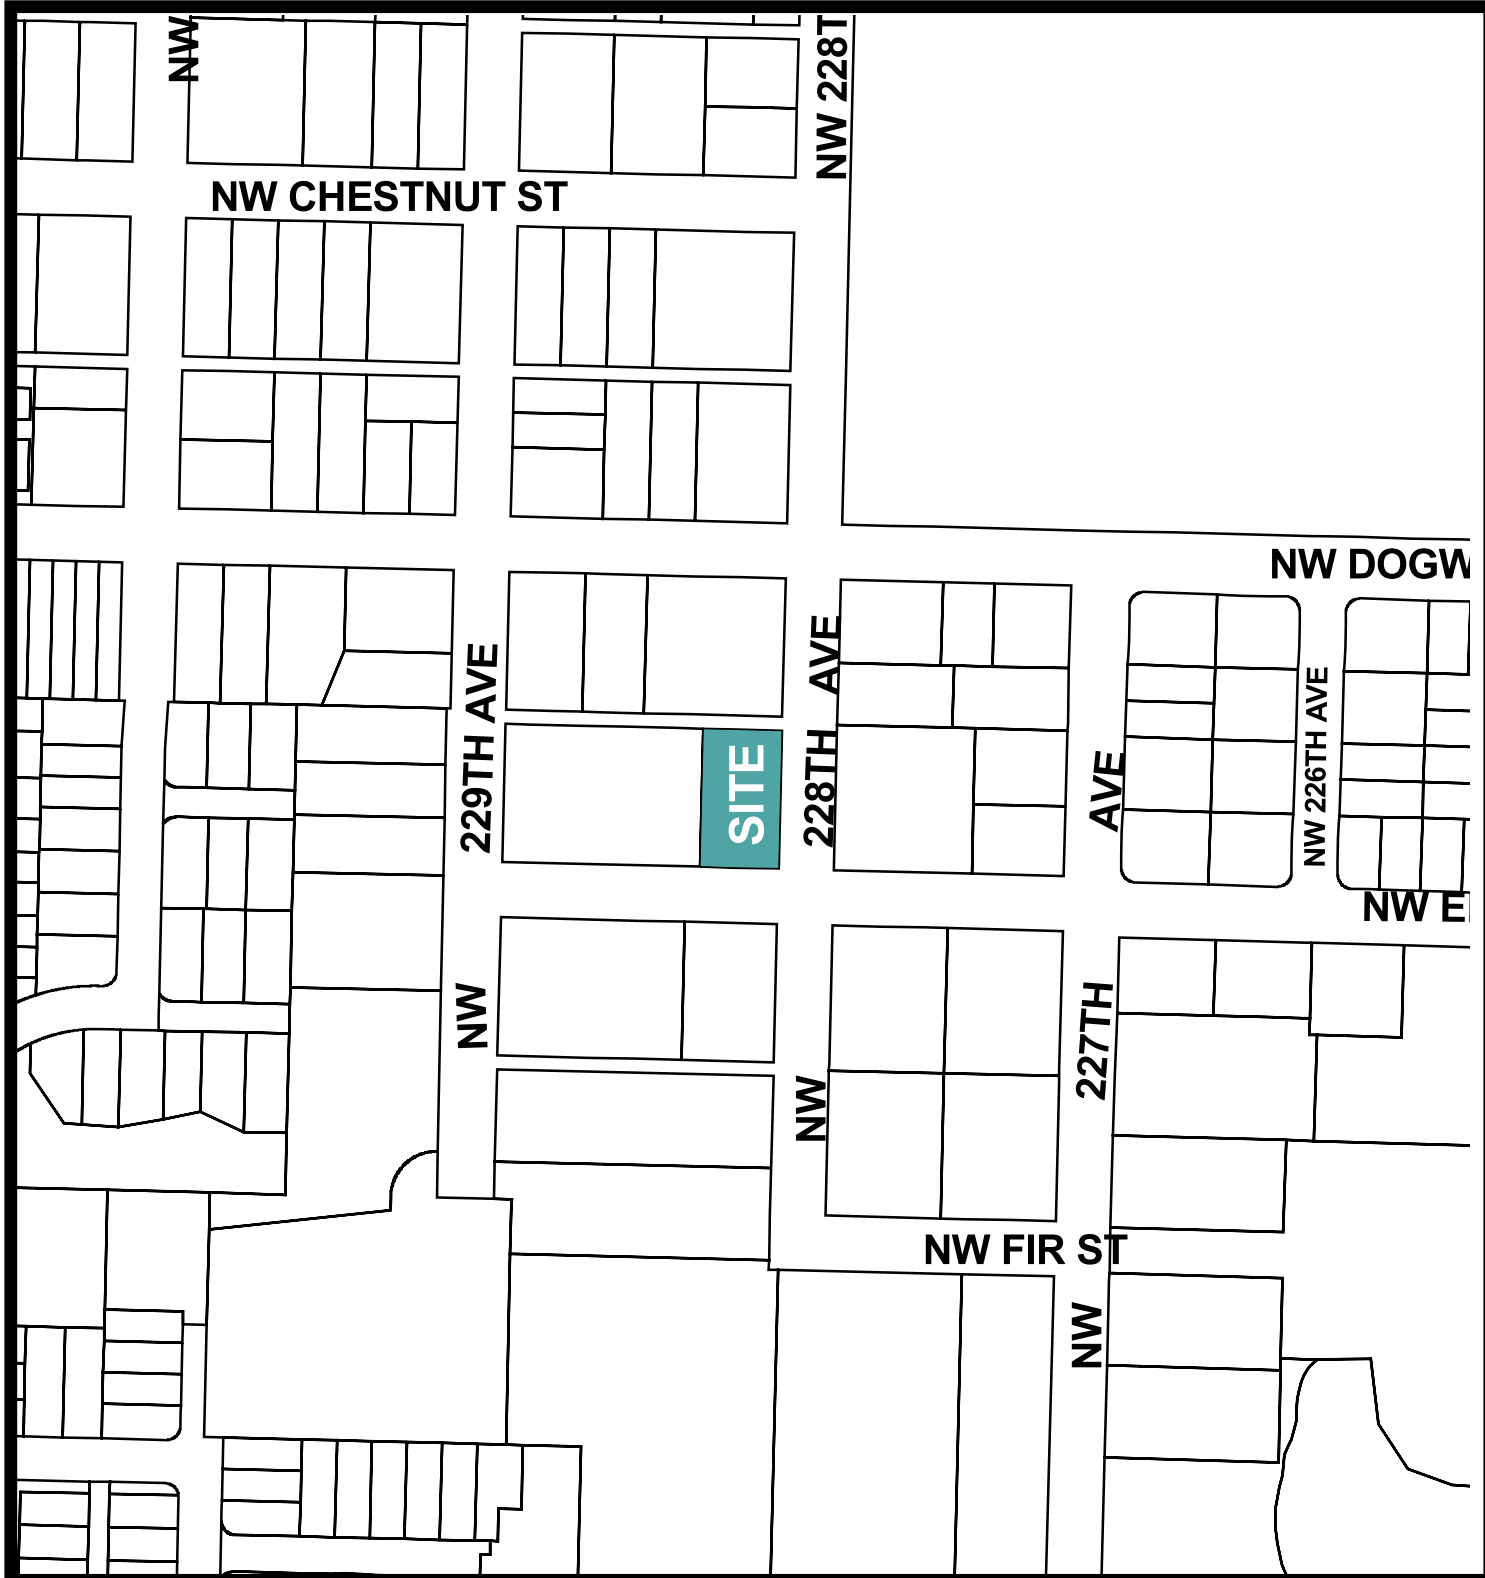 NW
NW 228T
NW CHESTNUT ST
NW DOGW
229TH AVE
AVE
228TH
SITE
AVE
NW 226TH AVE
NW E
NW
227TH
NW
NW FIR ST
NW